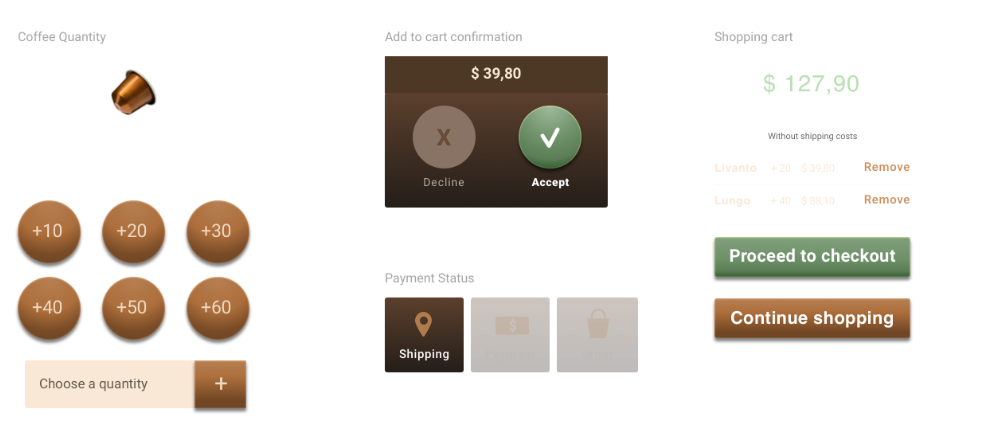 Coffee Quantity
+10 +20 +30
+40 +50 +60
Choose a quantity +
Add to cart confirmation
$ 39,80
X
Decline Accept
Payment Status
Shipping
$
Shopping cart
$ 127,90
Without shipping costs
Livanto +20 $ 39,80 Remove
Lungo +40 $ 88,10 Remove
Proceed to checkout
Continue shopping